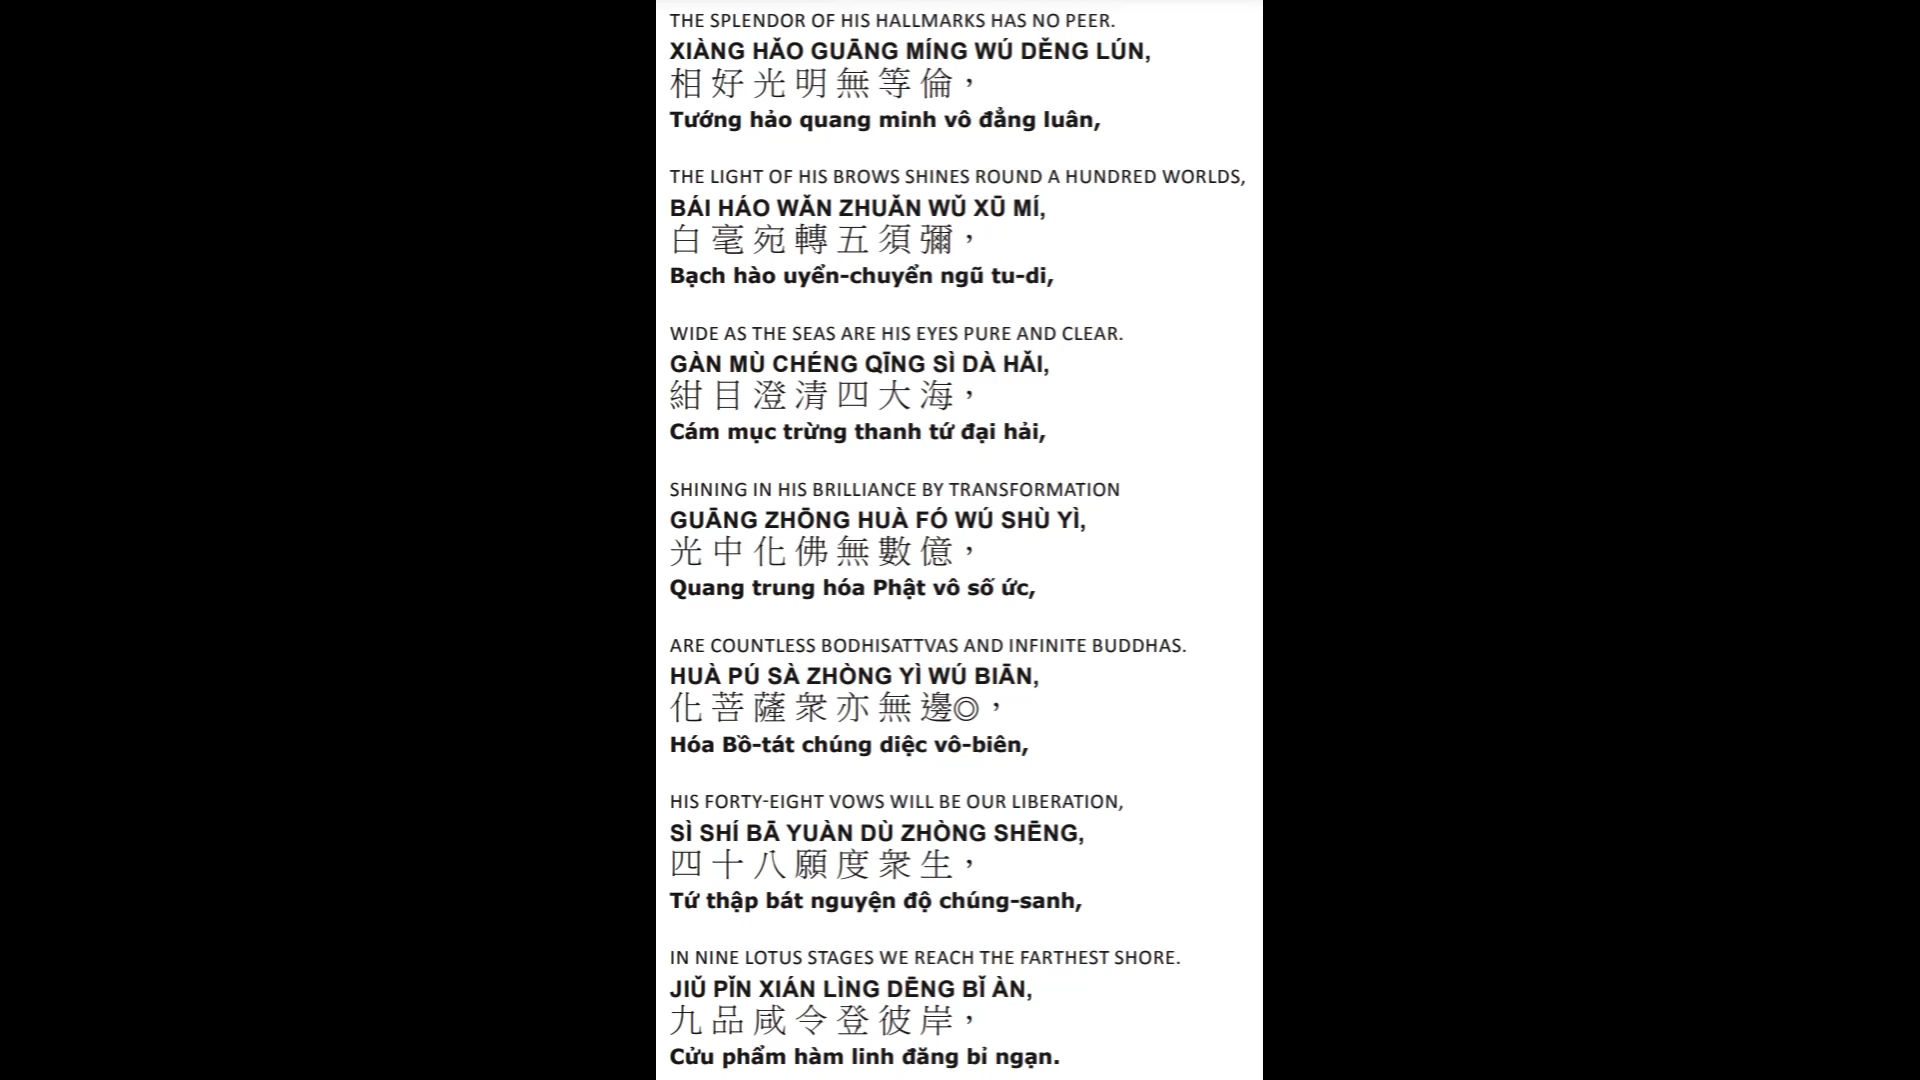 THE SPLENDOR OF HIS HALLMARKS HAS NO PEER.
XIÀNG HǍO GUĀNG MÍNG WÚ DĚNG LÚN,
相好光明無等倫，
Tướng hảo quang minh vô đẳng luân,
THE LIGHT OF HIS BROWS SHINES ROUND A HUNDRED WORLDS,
BÁI HÁO WǍN ZHUǍN WǓ XŪ MÍ,
白毫宛轉五須彌，
Bạch hào uyển-chuyển ngũ tu-di,
WIDE AS THE SEAS ARE HIS EYES PURE AND CLEAR.
GÀN MÙ CHÉNG QĪNG SÌ DÀ HǍI,
紺目澄清四大海，
Cám mục trừng thanh tứ đại hải,
SHINING IN HIS BRILLIANCE BY TRANSFORMATION
GUĀNG ZHŌNG HUÀ FÓ WÚ SHÙ YÌ,
光中化佛無數億，
Quang trung hóa Phật vô số ức,
ARE COUNTLESS BODHISATTVAS AND INFINITE BUDDHAS.
HUÀ PÚ SÀ ZHÒNG YÌ WÚ BIĀN,
化菩薩衆亦無邊◎，
Hóa Bồ-tát chúng diệc vô-biên,
HIS FORTY-EIGHT VOWS WILL BE OUR LIBERATION,
SÌ SHÍ BĀ YUÀN DÙ ZHÒNG SHĒNG,
四十八願度衆生，
Tứ thập bát nguyện độ chúng-sanh,
IN NINE LOTUS STAGES WE REACH THE FARTHEST SHORE.
JIǓ PǏN XIÁN LÌNG DĒNG BǏ ÀN,
九品咸令登彼岸，
Cửu phẩm hàm linh đăng bỉ ngạn.